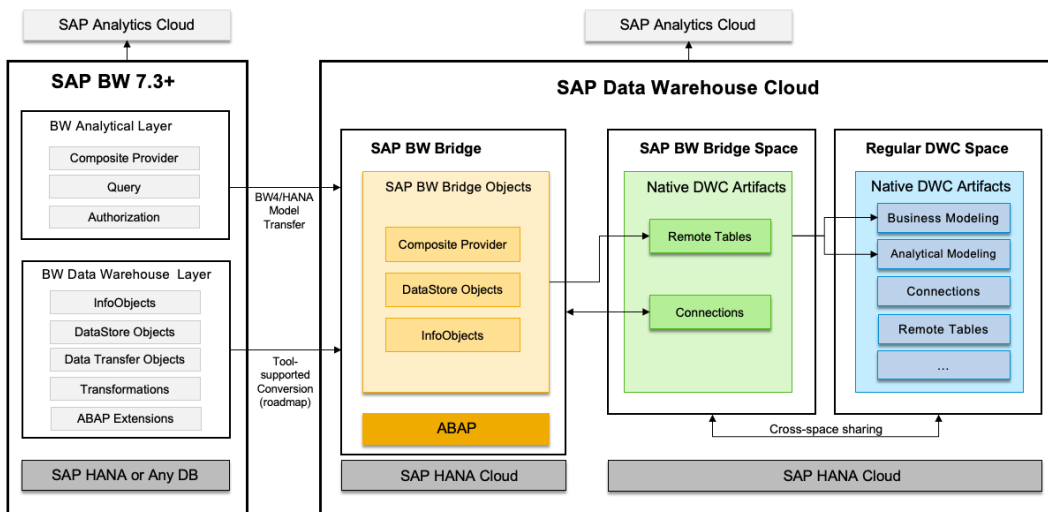 SAP Analytics Cloud
SAP Analytics Cloud
SAP BW 7.3+
BW Analytical Layer
Composite Provider
Query
Authorization
BW Data Warehouse Layer
InfoObjects
DataStore Objects
Data Transfer Objects
Transformations
ABAP Extensions
SAP HANA or Any DB
BW4/HANA
Model
Transfer
Tool-
supported
Conversion
(roadmap)
SAP Data Warehouse Cloud
SAP BW Bridge
SAP BW Bridge Objects
Composite Provider
DataStore Objects
InfoObjects
ABAP
SAP HANA Cloud
SAP BW Bridge Space
Native DWC Artifacts
Remote Tables
Connections
Regular DWC Space
Native DWC Artifacts
Business Modeling
Analytical Modeling
Connections
Remote Tables
...
Cross-space sharing
SAP HANA Cloud